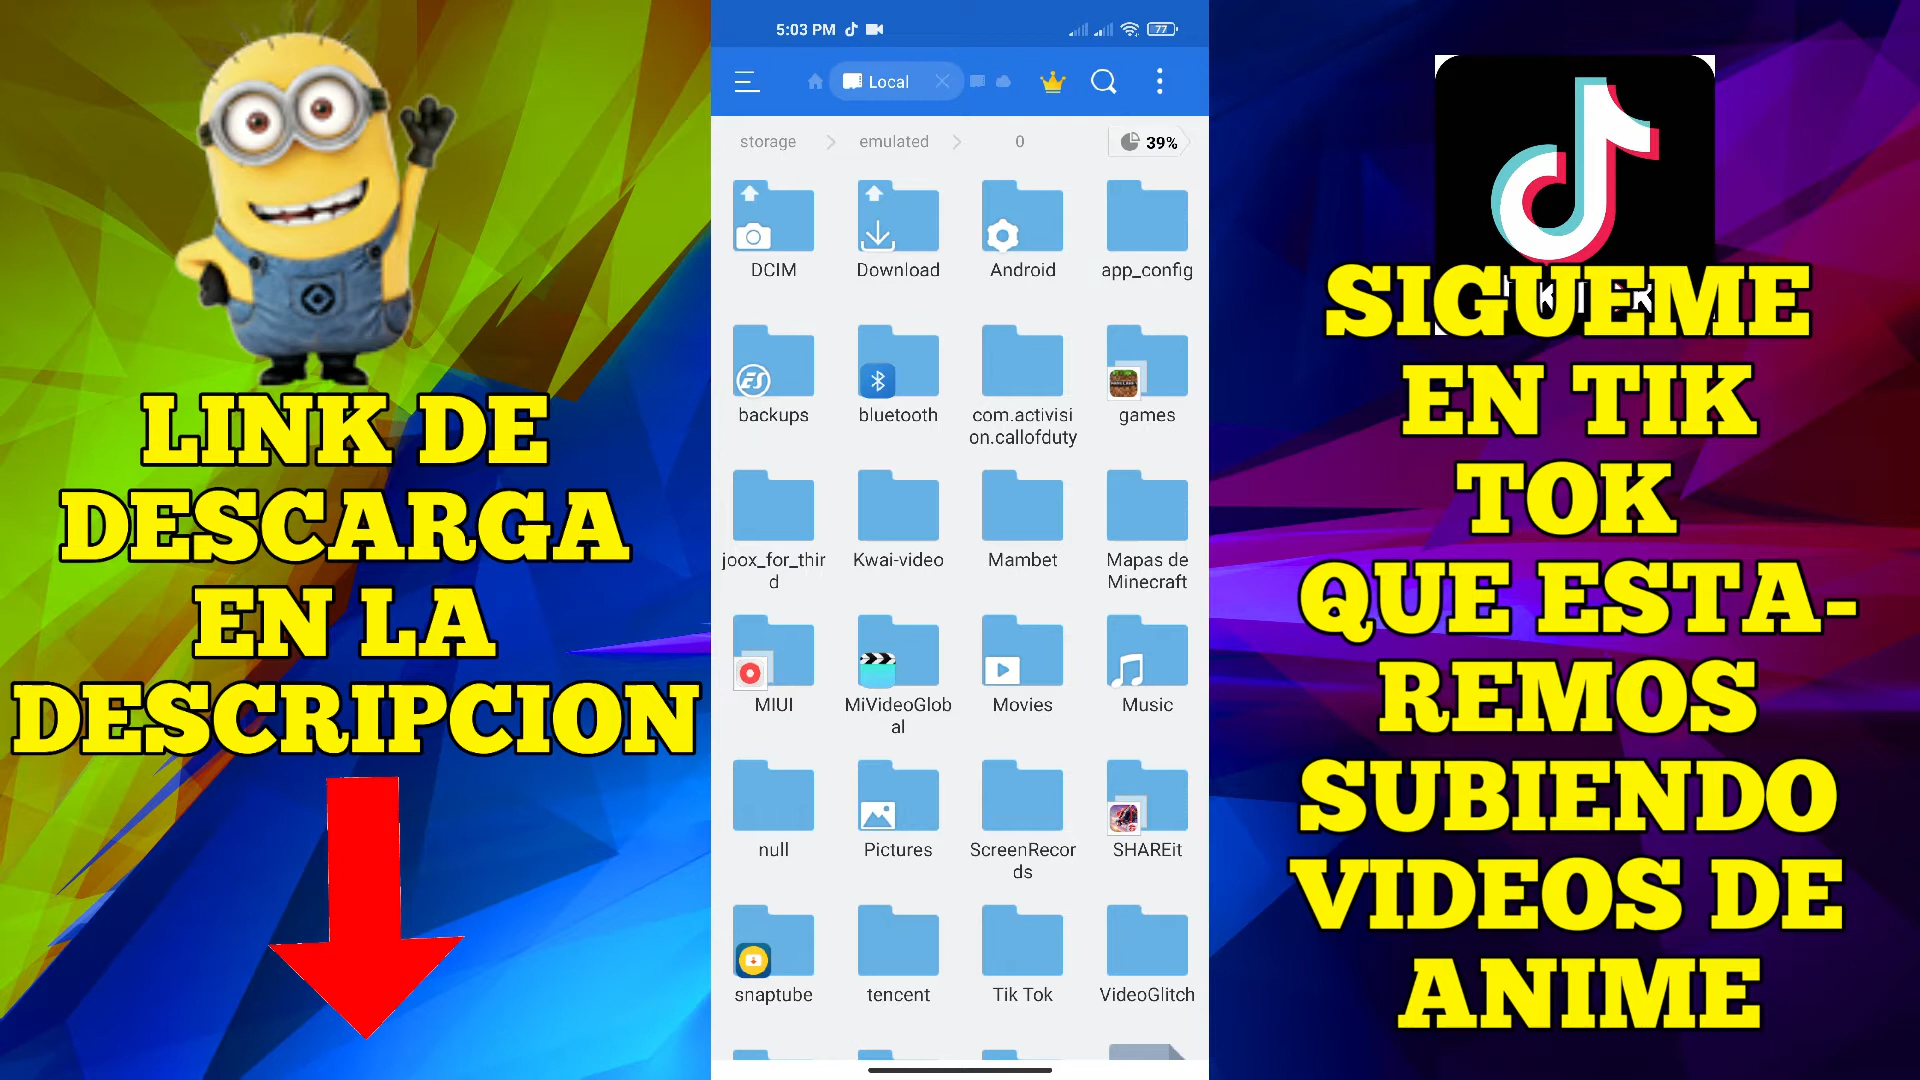 LINK DE
DESCARGA
EN LA
DESCRIPCION
5:03 PM
77
Local
storage
emulated
0
39%
DCIM
Download
Android
app_config
ES
backups
bluetooth
com.activisi
on.callofduty
games
joox_for_thir
d
Kwai-video
Mambet
Mapas de
Minecraft
MIUI
MiVideoGlob
al
Movies
Music
null
Pictures
ScreenRecor
ds
SHAREit
snaptube
tencent
Tik Tok
VideoGlitch
SIGUEME
EN TIK
TOK
QUE ESTA-
REMOS
SUBIENDO
VIDEOS DE
ANIME